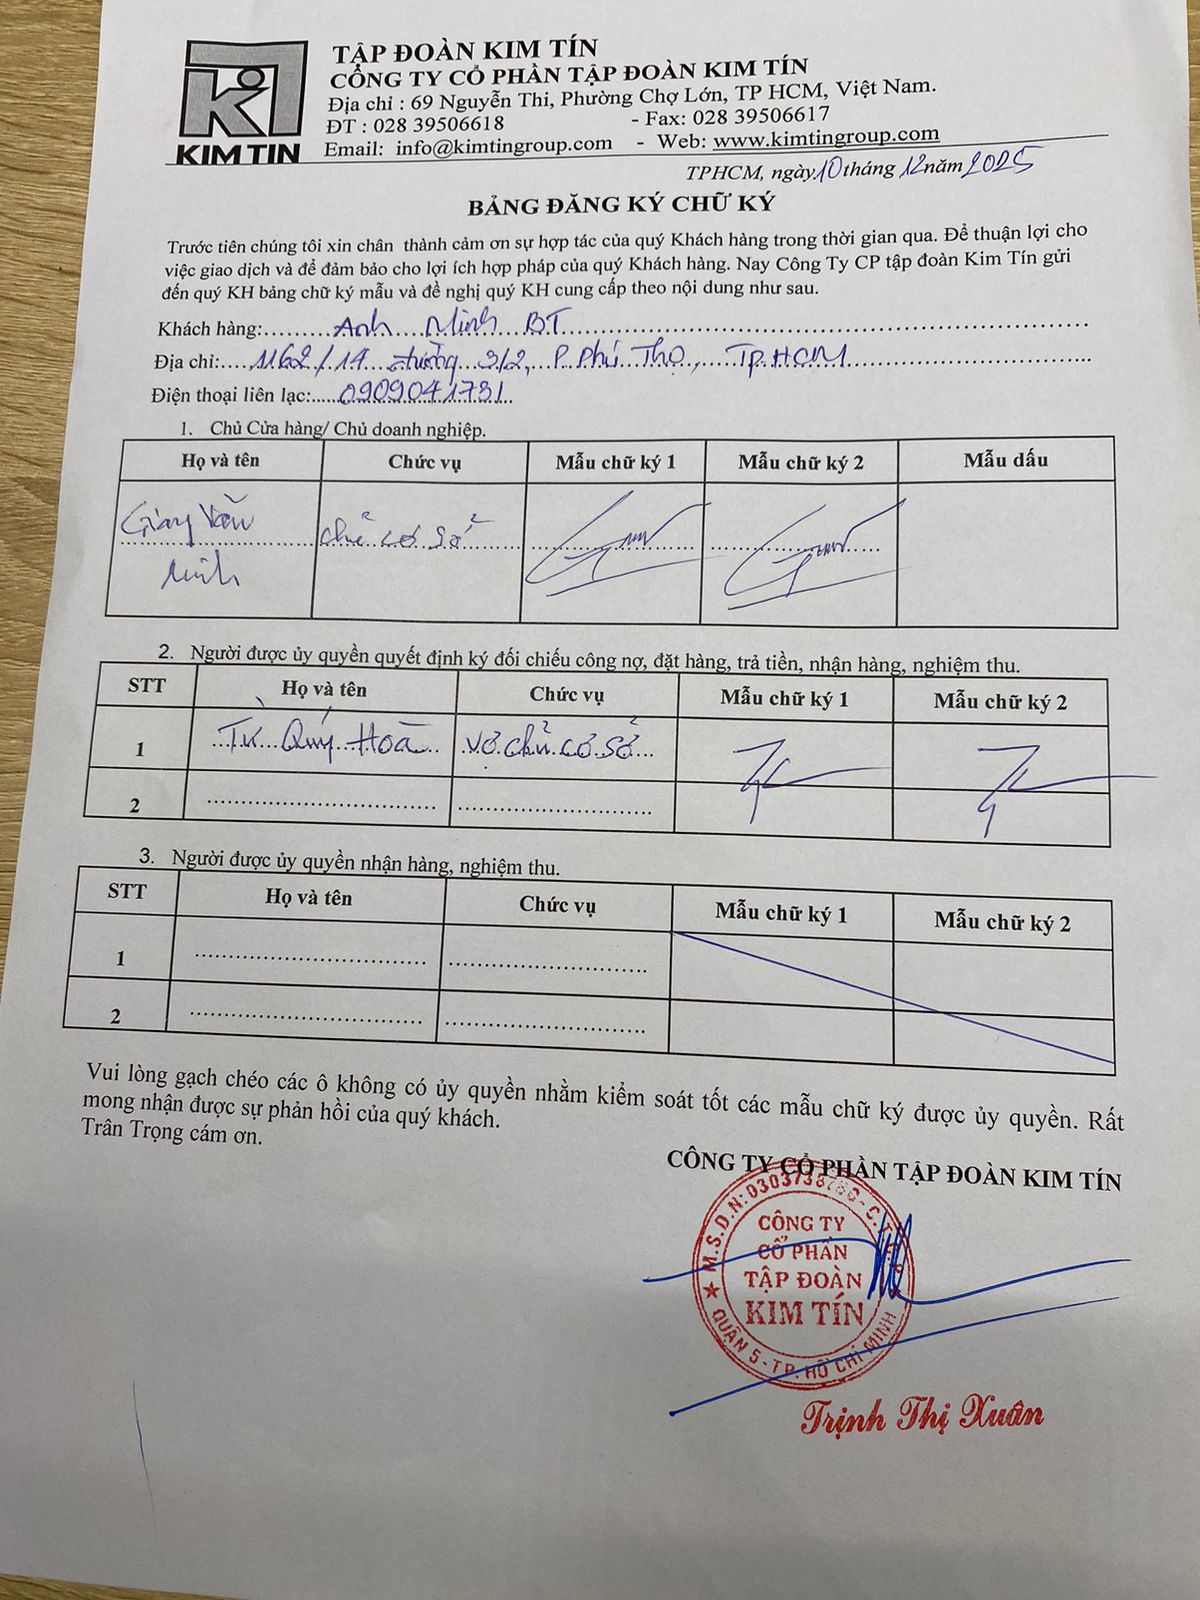 TẬP ĐOÀN KIM TÍN
CÔNG TY CỔ PHẦN TẬP ĐOÀN KIM TÍN
Địa chỉ : 69 Nguyễn Thi, Phường Chợ Lớn, TP HCM, Việt Nam.
ĐT : 028 39506618 - Fax: 028 39506617
KIM TIN Email: info@kimtingroup.com - Web: www.kimtingroup.com
TPHCM, ngày 10 tháng 12 năm 2025
BẢNG ĐĂNG KÝ CHỮ KÝ
Trước tiên chúng tôi xin chân thành cảm ơn sự hợp tác của quý Khách hàng trong thời gian qua. Để thuận lợi cho
việc giao dịch và để đảm bảo cho lợi ích hợp pháp của quý Khách hàng. Nay Công Ty CP tập đoàn Kim Tín gửi
đến quý KH bảng chữ ký mẫu và đề nghị quý KH cung cấp theo nội dung như sau.
Khách hàng: Anh Minh BT
Địa chỉ: 1162/14 đường 3/2, P. Phú Thọ, Tp. HCM
Điện thoại liên lạc: 0909041731
1. Chủ Cửa hàng/ Chủ doanh nghiệp.
Họ và tên Chức vụ Mẫu chữ ký 1 Mẫu chữ ký 2 Mẫu dấu
Giang Văn chủ cơ sở
Minh
2. Người được ủy quyền quyết định ký đối chiếu công nợ, đặt hàng, trả tiền, nhận hàng, nghiệm thu.
STT Họ và tên Chức vụ Mẫu chữ ký 1 Mẫu chữ ký 2
1 Từ Quý Hoà vợ chủ cơ sở
2
3. Người được ủy quyền nhận hàng, nghiệm thu.
STT Họ và tên Chức vụ Mẫu chữ ký 1 Mẫu chữ ký 2
1
2
Vui lòng gạch chéo các ô không có ủy quyền nhằm kiểm soát tốt các mẫu chữ ký được ủy quyền. Rất
mong nhận được sự phản hồi của quý khách.
Trân Trọng cám ơn.
CÔNG TY CỔ PHẦN TẬP ĐOÀN KIM TÍN
M.S.D.N: 0303738780 - C.T.C.P
CÔNG TY
CỔ PHẦN
TẬP ĐOÀN
KIM TÍN
QUẬN 5 - TP. HỒ CHÍ MINH
Trịnh Thị Xuân